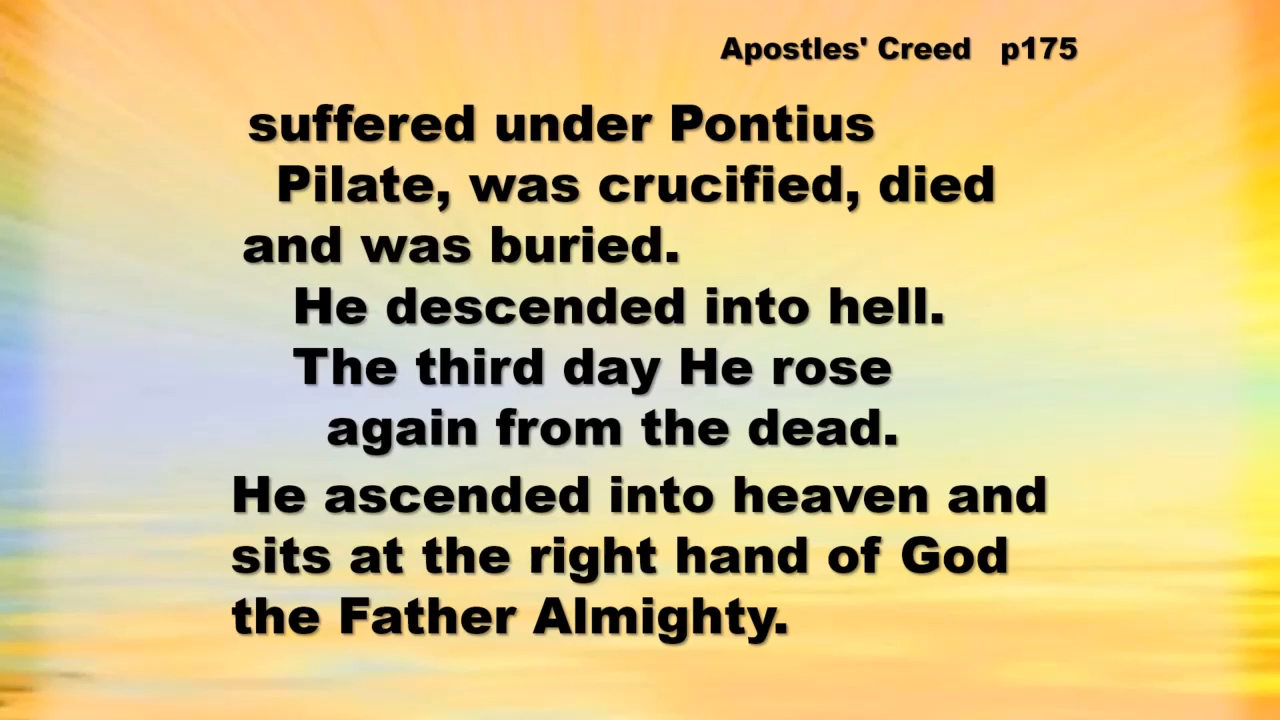 Apostles' Creed p175
suffered under Pontius
Pilate, was crucified, died
and was buried.
He descended into hell.
The third day He rose
again from the dead.
He ascended into heaven and
sits at the right hand of God
the Father Almighty.